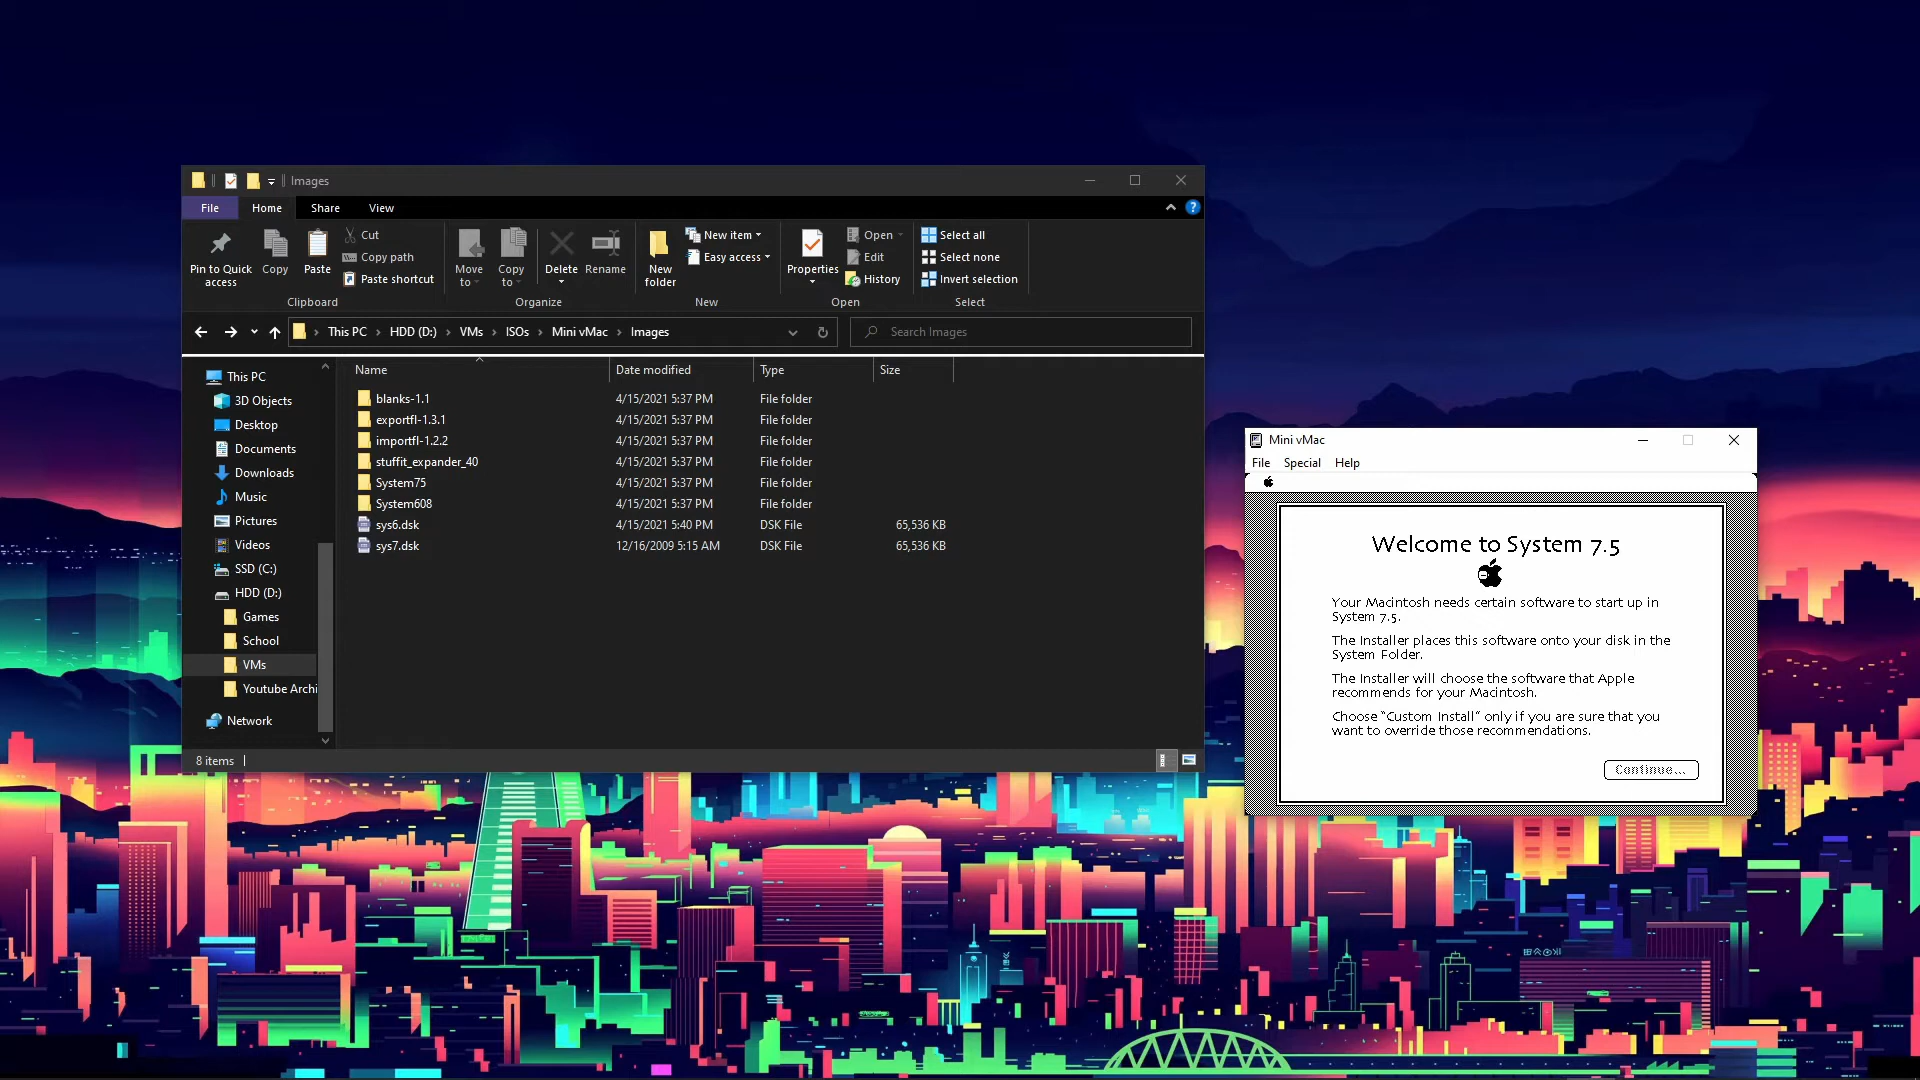 Images
File Home Share View
Pin to Quick access
Copy
Paste
Cut
Copy path
Paste shortcut
Clipboard
Move to
Copy to
Delete
Rename
Organize
New folder
New item
Easy access
New
Properties
Open
Edit
History
Open
Select all
Select none
Invert selection
Select
This PC › HDD (D:) › VMs › ISOs › Mini vMac › Images
Search Images
This PC
3D Objects
Desktop
Documents
Downloads
Music
Pictures
Videos
SSD (C:)
HDD (D:)
Games
School
VMs
Youtube Archi
Network
Name Date modified Type Size
blanks-1.1 4/15/2021 5:37 PM File folder
exportfl-1.3.1 4/15/2021 5:37 PM File folder
importfl-1.2.2 4/15/2021 5:37 PM File folder
stuffit_expander_40 4/15/2021 5:37 PM File folder
System75 4/15/2021 5:37 PM File folder
System608 4/15/2021 5:37 PM File folder
sys6.dsk 4/15/2021 5:40 PM DSK File 65,536 KB
sys7.dsk 12/16/2009 5:15 AM DSK File 65,536 KB
8 items
Mini vMac
File Special Help
Welcome to System 7.5
Your Macintosh needs certain software to start up in
System 7.5.
The Installer places this software onto your disk in the
System Folder.
The Installer will choose the software that Apple
recommends for your Macintosh.
Choose “Custom Install” only if you are sure that you
want to override those recommendations.
Continue...